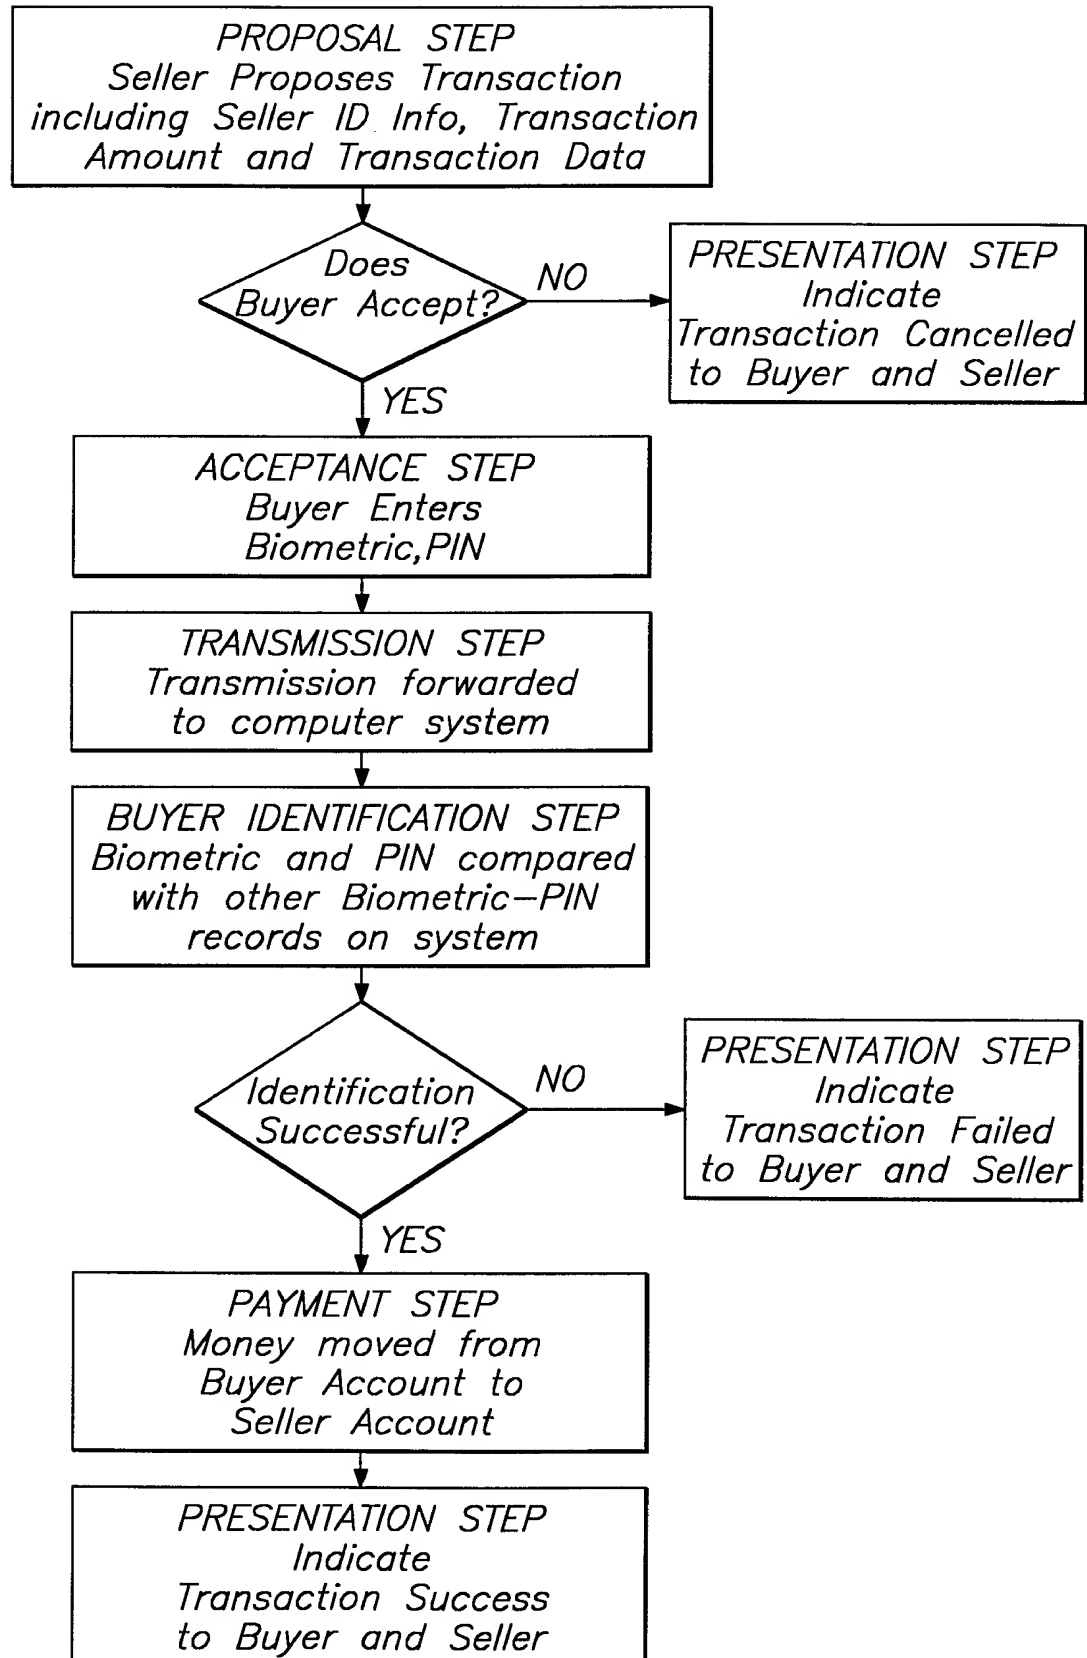 PROPOSAL STEP
Seller Proposes Transaction
including Seller ID Info, Transaction
Amount and Transaction Data
Does
Buyer Accept?
NO
PRESENTATION STEP
Indicate
Transaction Cancelled
to Buyer and Seller
YES
ACCEPTANCE STEP
Buyer Enters
Biometric,PIN
TRANSMISSION STEP
Transmission forwarded
to computer system
BUYER IDENTIFICATION STEP
Biometric and PIN compared
with other Biometric-PIN
records on system
Identification
Successful?
NO
PRESENTATION STEP
Indicate
Transaction Failed
to Buyer and Seller
YES
PAYMENT STEP
Money moved from
Buyer Account to
Seller Account
PRESENTATION STEP
Indicate
Transaction Success
to Buyer and Seller